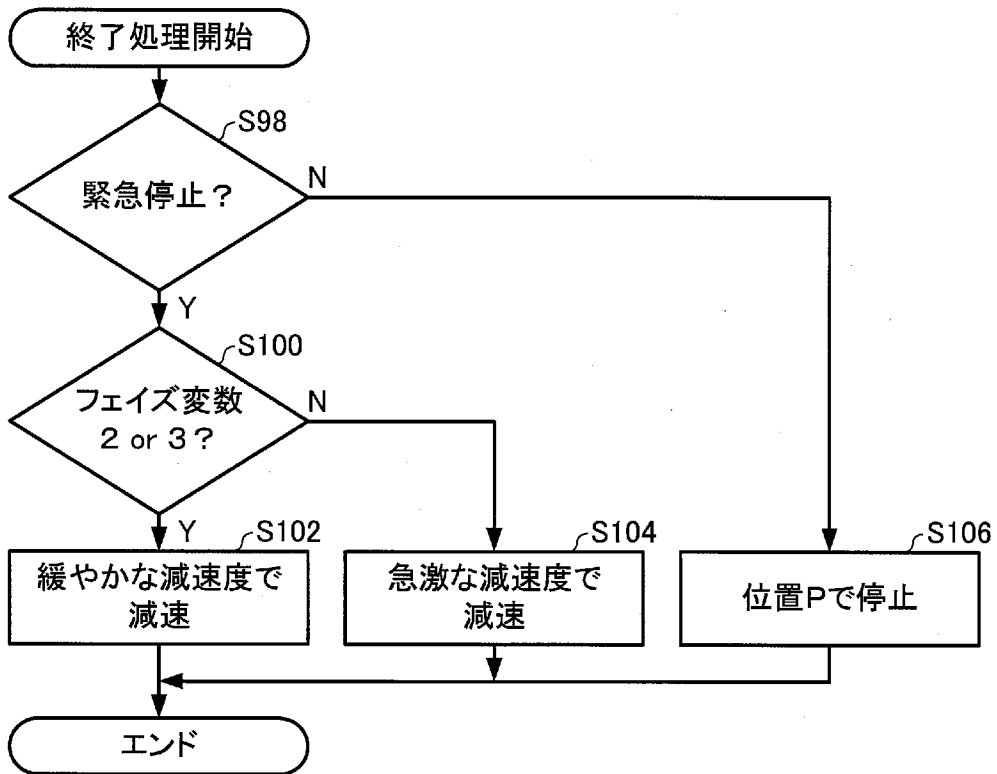 終了処理開始
S98
緊急停止？
N
Y
S100
フェイズ変数
２ or ３？
N
Y
S102
緩やかな減速度で
減速
S104
急激な減速度で
減速
S106
位置Ｐで停止
エンド